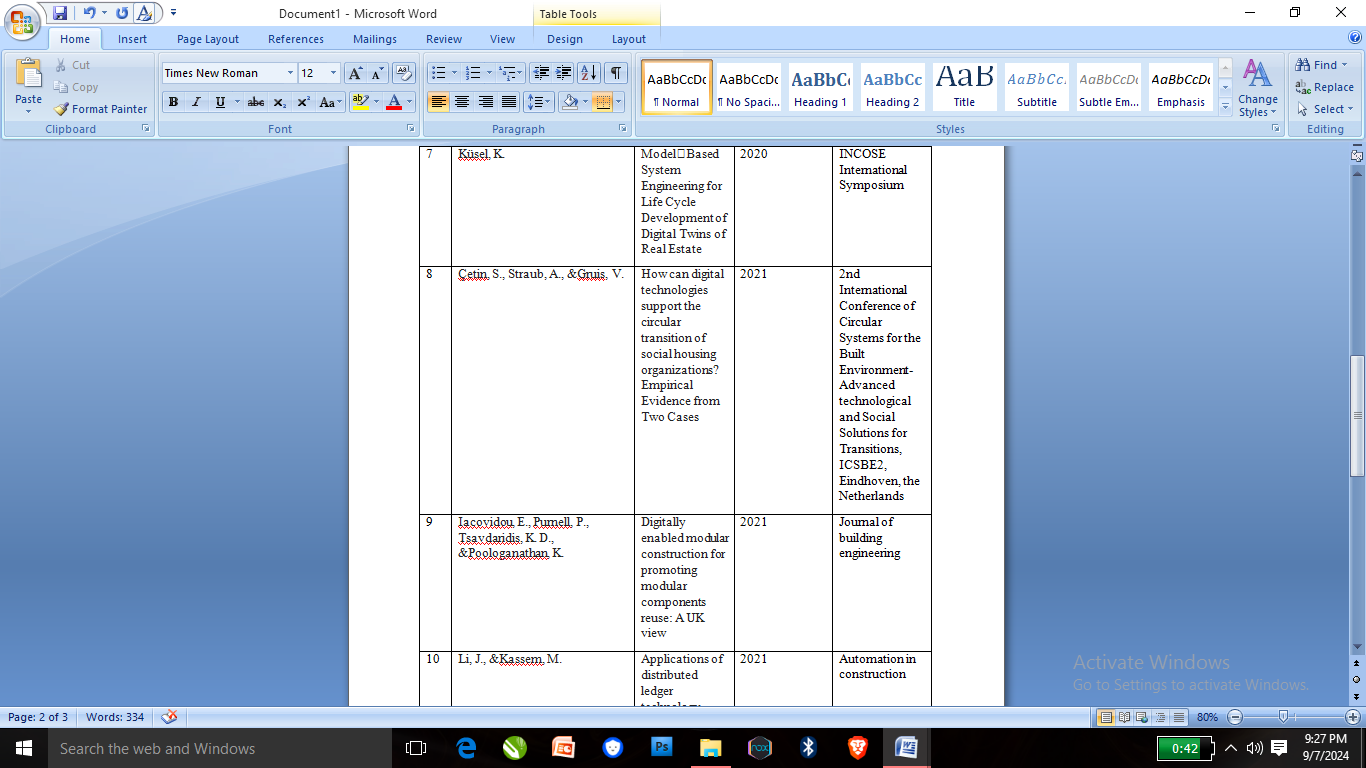 Document1 - Microsoft Word
Table Tools
Home Insert Page Layout References Mailings Review View Design Layout
Paste
Cut
Copy
Format Painter
Clipboard
Times New Roman 12
Font
Paragraph
AaBbCcDc AaBbCcDc AaBbC AaBbCc AaB AaBbCc. AaBbCcDc AaBbCcDc
¶ Normal ¶ No Spaci... Heading 1 Heading 2 Title Subtitle Subtle Em... Emphasis
Styles
Change
Styles
Find
Replace
Select
Editing
7
Küsel, K.
Model□Based
System
Engineering for
Life Cycle
Development of
Digital Twins of
Real Estate
2020
INCOSE
International
Symposium
8
Çetin, S., Straub, A., &Gruis, V.
How can digital
technologies
support the
circular
transition of
social housing
organizations?
Empirical
Evidence from
Two Cases
2021
2nd
International
Conference of
Circular
Systems for the
Built
Environment-
Advanced
technological
and Social
Solutions for
Transitions,
ICSBE2,
Eindhoven, the
Netherlands
9
Iacovidou, E., Purnell, P.,
Tsavdaridis, K. D.,
&Poologanathan, K.
Digitally
enabled modular
construction for
promoting
modular
components
reuse: A UK
view
2021
Journal of
building
engineering
10
Li, J., &Kassem, M.
Applications of
distributed
ledger
technology
2021
Automation in
construction
Activate Windows
Go to Settings to activate Windows.
Page: 2 of 3 Words: 334 80%
Search the web and Windows
0:42
9:27 PM
9/7/2024